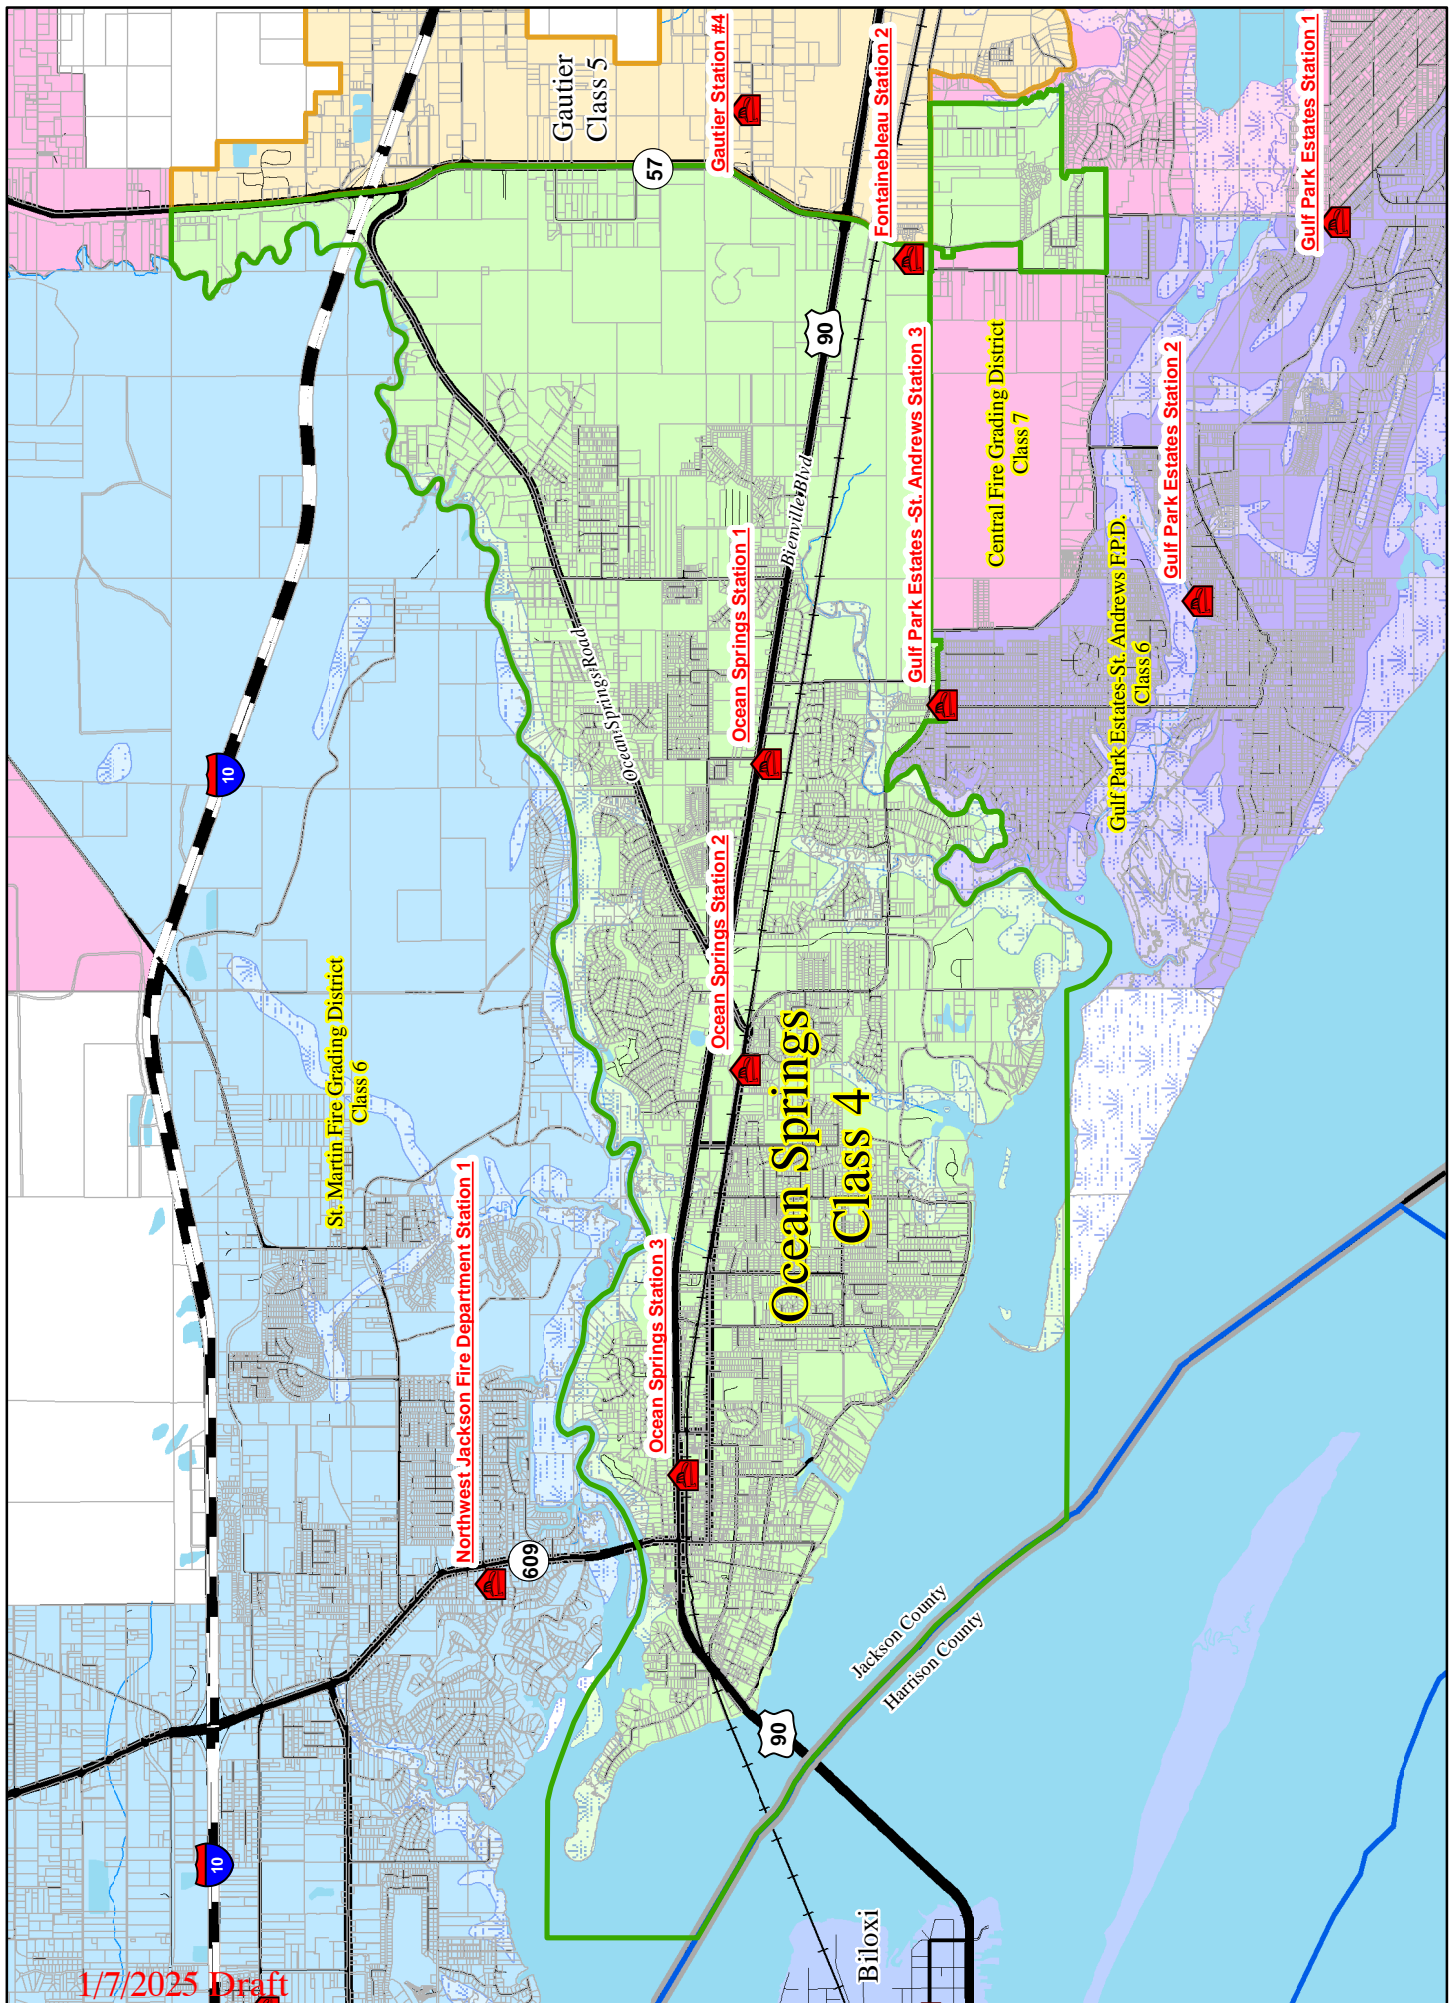 Gautier
Class 5
Gautier Station #4
Fontainebleau Station 2
Gulf Park Estates Station 1
57
90
Gulf Park Estates -St. Andrews Station 3
Central Fire Grading District
Class 7
Gulf Park Estates Station 2
Bienville Blvd
Ocean Springs Station 1
Gulf Park Estates-St. Andrews F.P.D.
Class 6
Ocean Springs Road
10
Ocean Springs Station 2
St. Martin Fire Grading District
Class 6
Ocean Springs
Class 4
Northwest Jackson Fire Department Station 1
Ocean Springs Station 3
609
Jackson County
Harrison County
90
10
Biloxi
1/7/2025 Draft